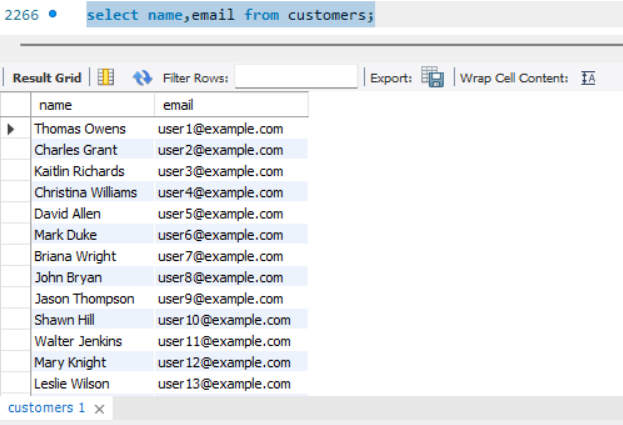 2266 select name,email from customers;
Result Grid Filter Rows: Export: Wrap Cell Content: IA
name email
Thomas Owens user1@example.com
Charles Grant user2@example.com
Kaitlin Richards user3@example.com
Christina Williams user4@example.com
David Allen user5@example.com
Mark Duke user6@example.com
Briana Wright user7@example.com
John Bryan user8@example.com
Jason Thompson user9@example.com
Shawn Hill user10@example.com
Walter Jenkins user11@example.com
Mary Knight user12@example.com
Leslie Wilson user13@example.com
customers 1